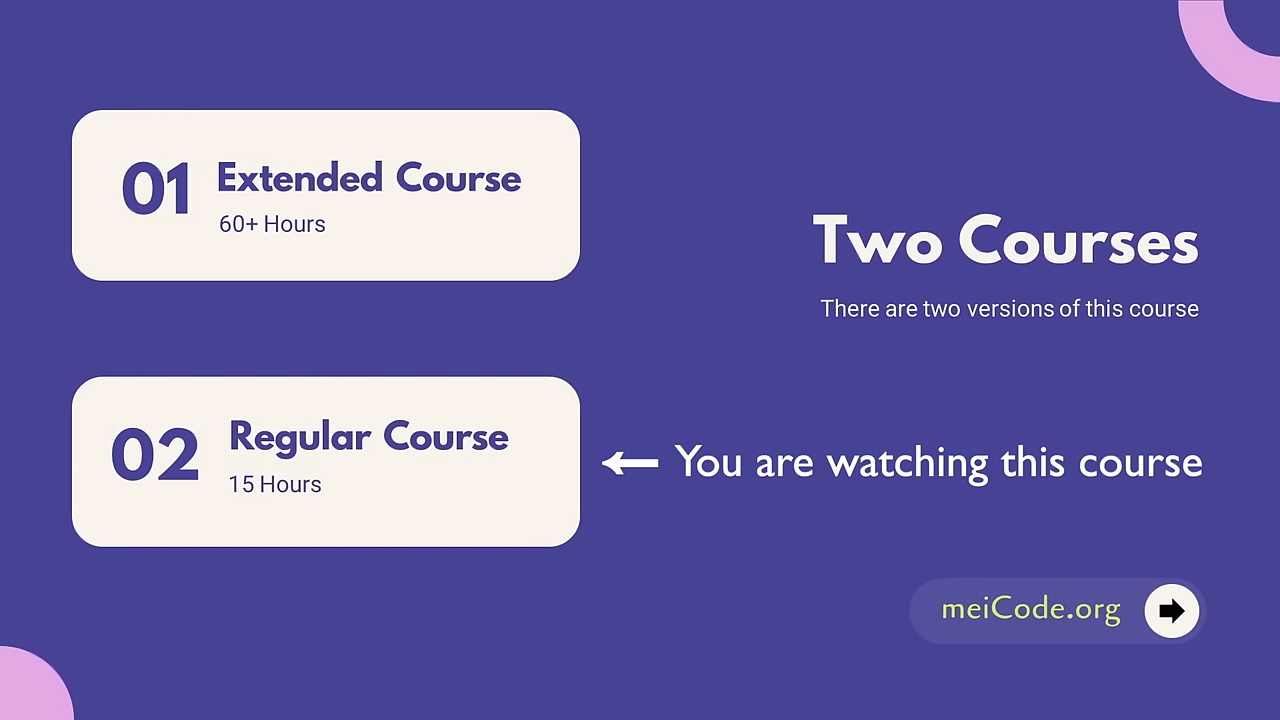 01 Extended Course
60+ Hours
Two Courses
There are two versions of this course
02 Regular Course
15 Hours
You are watching this course
meiCode.org